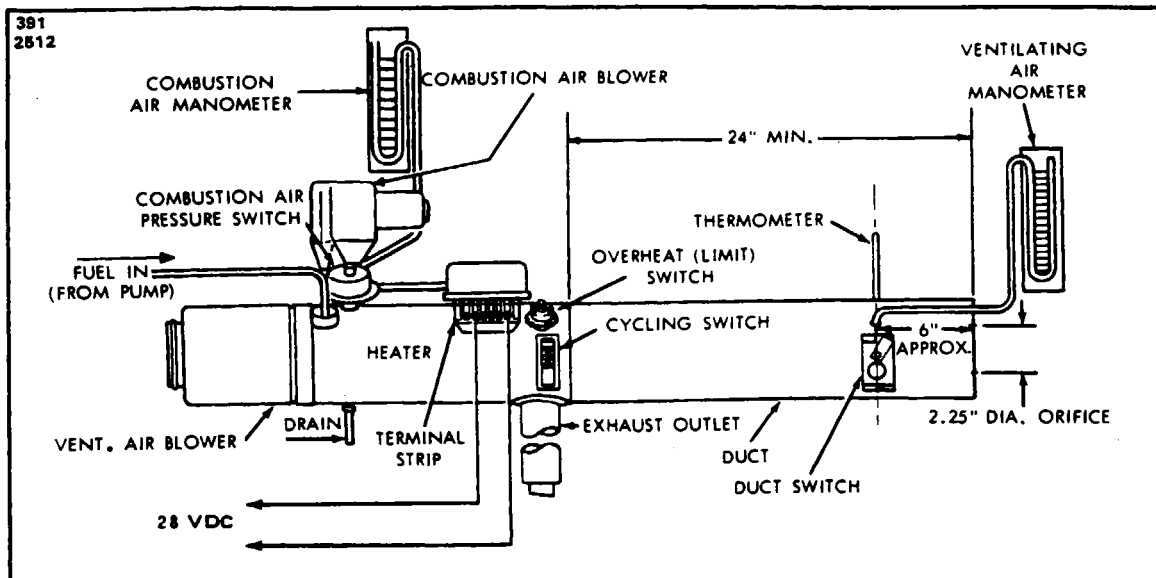 391
2512
COMBUSTION
AIR MANOMETER
COMBUSTION AIR BLOWER
VENTILATING
AIR
MANOMETER
24" MIN.
COMBUSTION AIR
PRESSURE SWITCH
THERMOMETER
FUEL IN
(FROM PUMP)
OVERHEAT (LIMIT)
SWITCH
CYCLING SWITCH
HEATER
6"
APPROX.
2.25" DIA. ORIFICE
VENT. AIR BLOWER
DRAIN
TERMINAL
STRIP
EXHAUST OUTLET
DUCT
DUCT SWITCH
28 VDC